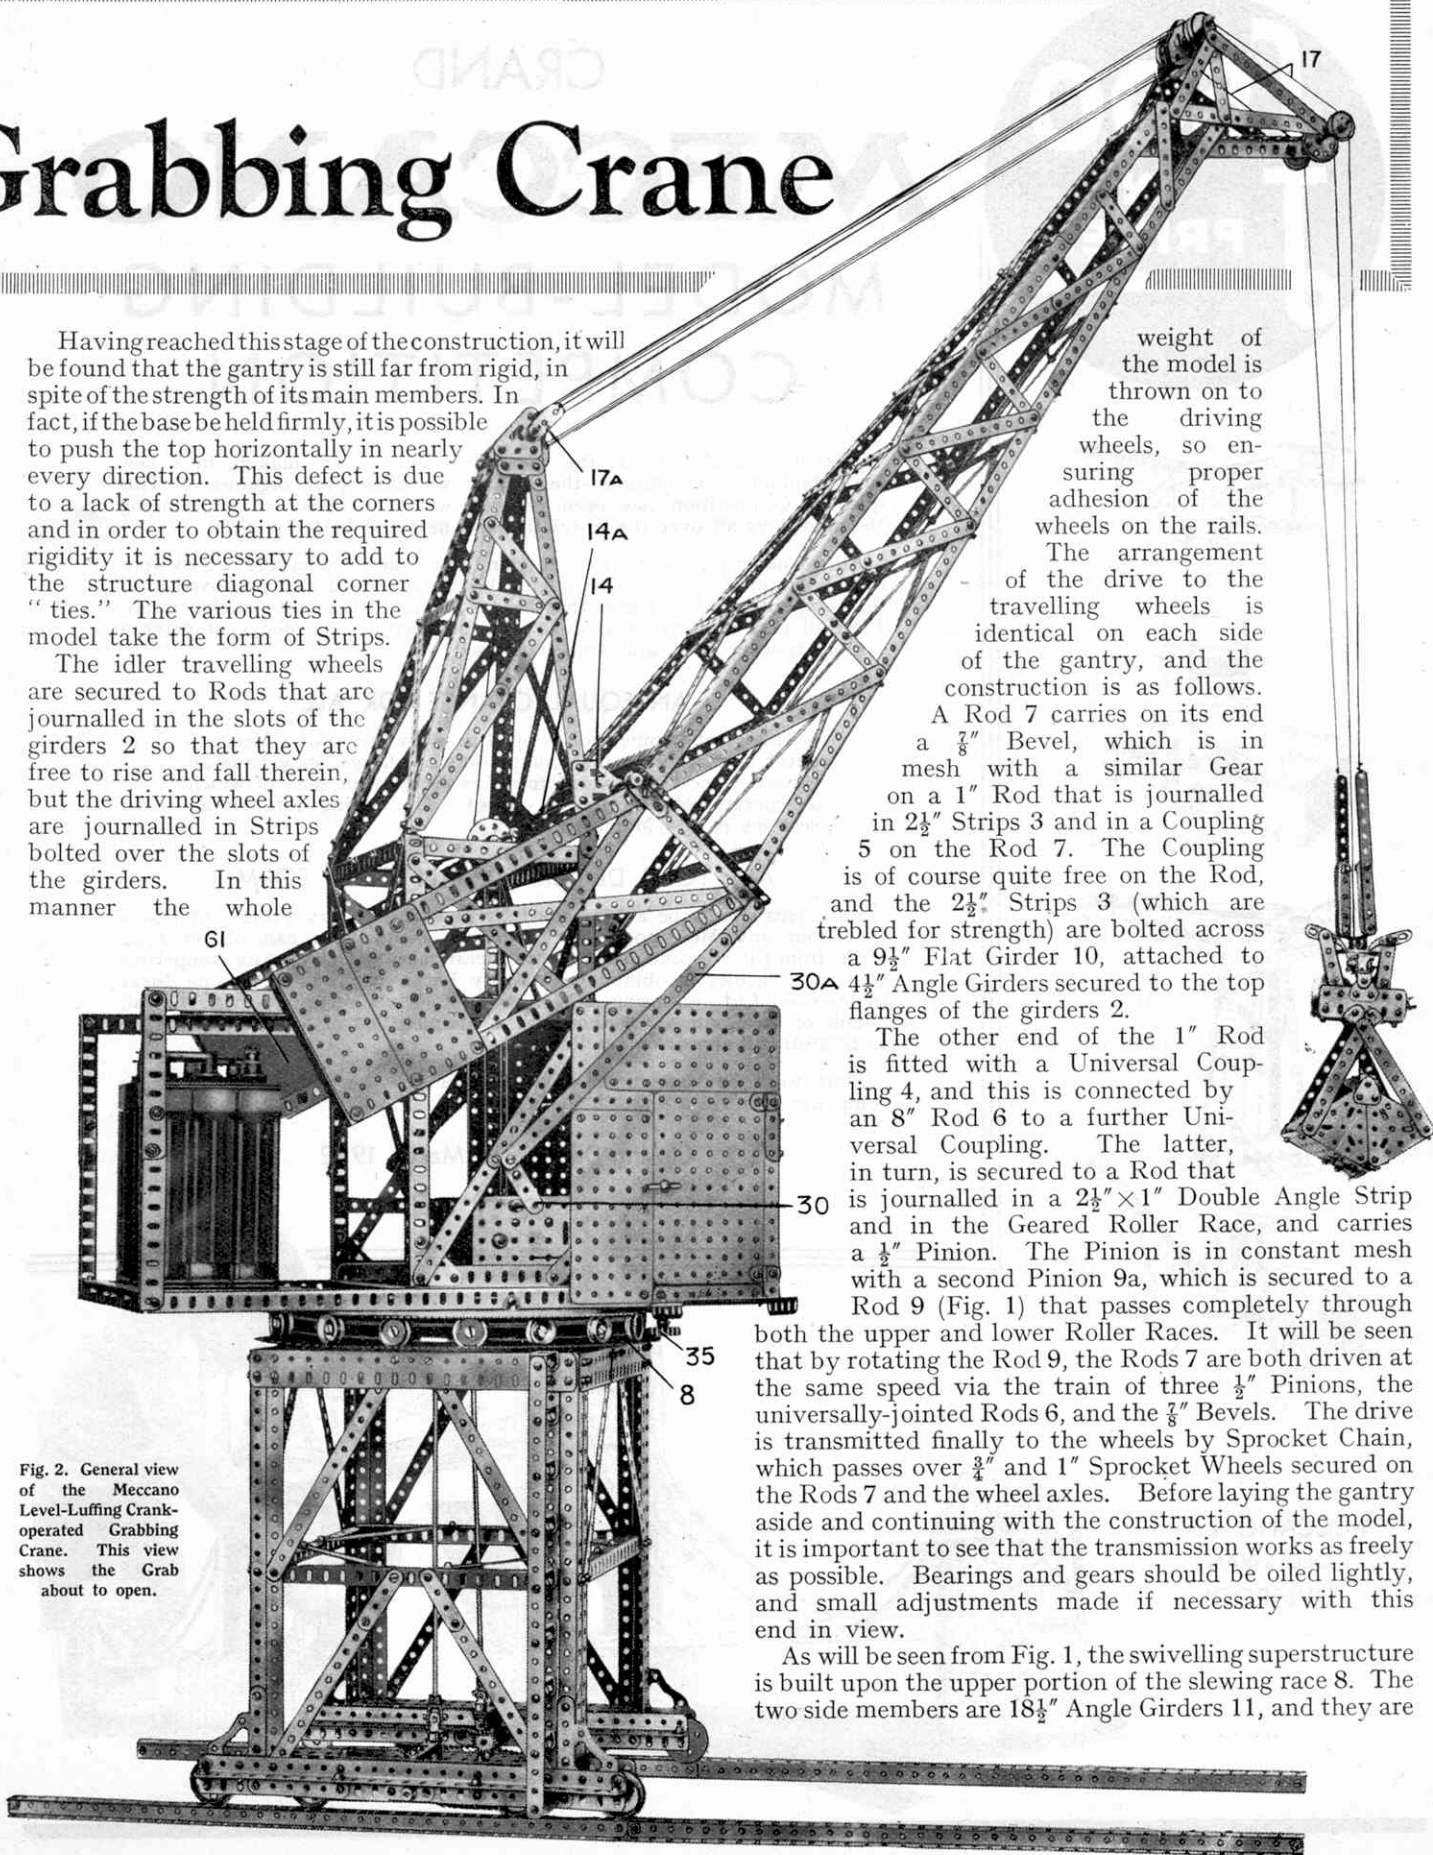 Grabbing Crane
Having reached this stage of the construction, it will
be found that the gantry is still far from rigid, in
spite of the strength of its main members. In
fact, if the base be held firmly, it is possible
to push the top horizontally in nearly
every direction. This defect is due
to a lack of strength at the corners
and in order to obtain the required
rigidity it is necessary to add to
the structure diagonal corner
“ ties.” The various ties in the
model take the form of Strips.
The idler travelling wheels
are secured to Rods that are
journalled in the slots of the
girders 2 so that they are
free to rise and fall therein,
but the driving wheel axles
are journalled in Strips
bolted over the slots of
the girders. In this
manner the whole
weight of
the model is
thrown on to
the driving
wheels, so en-
suring proper
adhesion of the
wheels on the rails.
The arrangement
of the drive to the
travelling wheels is
identical on each side
of the gantry, and the
construction is as follows.
A Rod 7 carries on its end
a ⅞″ Bevel, which is in
mesh with a similar Gear
on a 1″ Rod that is journalled
in 2½″ Strips 3 and in a Coupling
5 on the Rod 7. The Coupling
is of course quite free on the Rod,
and the 2½″ Strips 3 (which are
trebled for strength) are bolted across
a 9½″ Flat Girder 10, attached to
4½″ Angle Girders secured to the top
flanges of the girders 2.
The other end of the 1″ Rod
is fitted with a Universal Coup-
ling 4, and this is connected by
an 8″ Rod 6 to a further Uni-
versal Coupling. The latter,
in turn, is secured to a Rod that
is journalled in a 2½″×1″ Double Angle Strip
and in the Geared Roller Race, and carries
a ½″ Pinion. The Pinion is in constant mesh
with a second Pinion 9a, which is secured to a
Rod 9 (Fig. 1) that passes completely through
both the upper and lower Roller Races. It will be seen
that by rotating the Rod 9, the Rods 7 are both driven at
the same speed via the train of three ½″ Pinions, the
universally-jointed Rods 6, and the ⅞″ Bevels. The drive
is transmitted finally to the wheels by Sprocket Chain,
which passes over ¾″ and 1″ Sprocket Wheels secured on
the Rods 7 and the wheel axles. Before laying the gantry
aside and continuing with the construction of the model,
it is important to see that the transmission works as freely
as possible. Bearings and gears should be oiled lightly,
and small adjustments made if necessary with this
end in view.
As will be seen from Fig. 1, the swivelling superstructure
is built upon the upper portion of the slewing race 8. The
two side members are 18½″ Angle Girders 11, and they are
17
17A
14A
14
61
30A
30
35
8
2
Fig. 2. General view
of the Meccano
Level-Luffing Crank-
operated Grabbing
Crane. This view
shows the Grab
about to open.